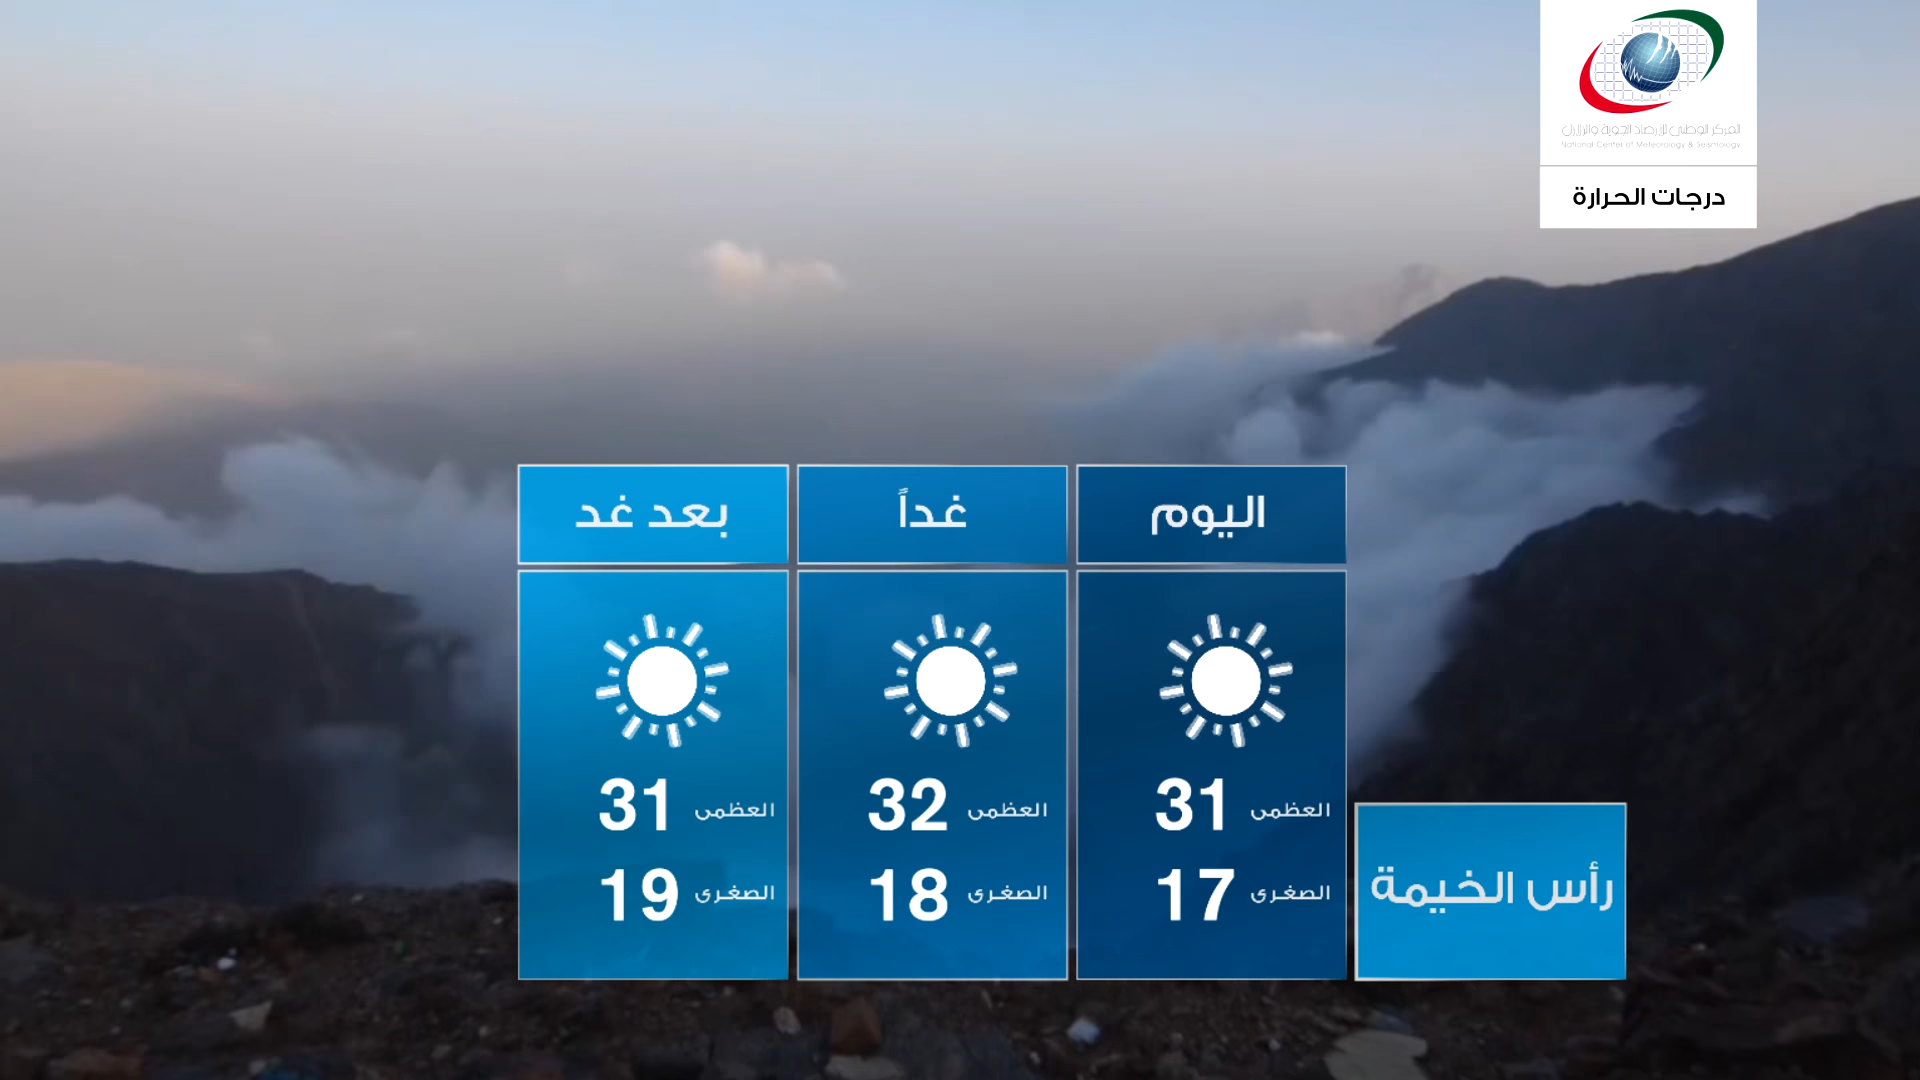 المركز الوطني للإرصاد الجوية والزلازل
National Center of Meteorology & Seismology
درجات الحرارة
اليوم
غداً
بعد غد
العظمى 31
العظمى 32
العظمى 31
الصغرى 17
الصغرى 18
الصغرى 19
رأس الخيمة